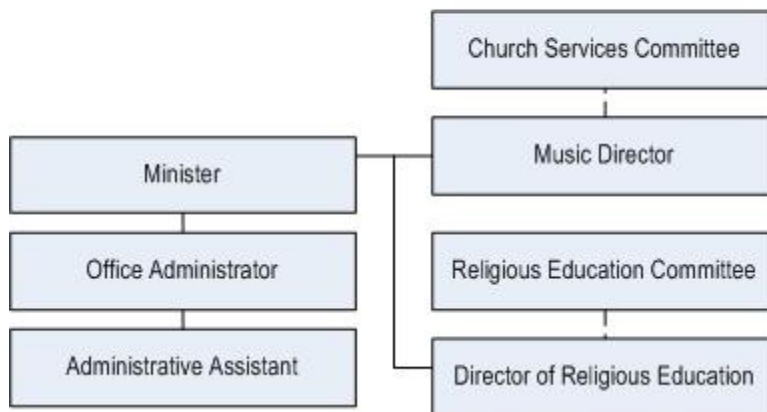 Church Services Committee
Minister
Music Director
Office Administrator
Religious Education Committee
Administrative Assistant
Director of Religious Education